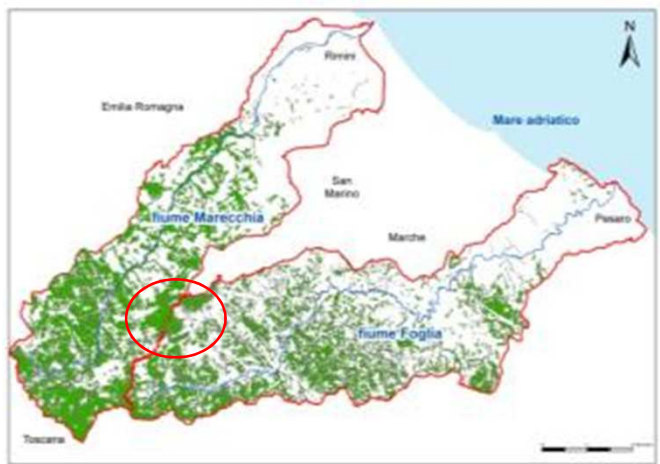 N
Rimini
Emilia Romagna
Mare adriatico
San
Marino
fiume Marecchia
Pesaro
Marche
fiume Foglia
Toscana